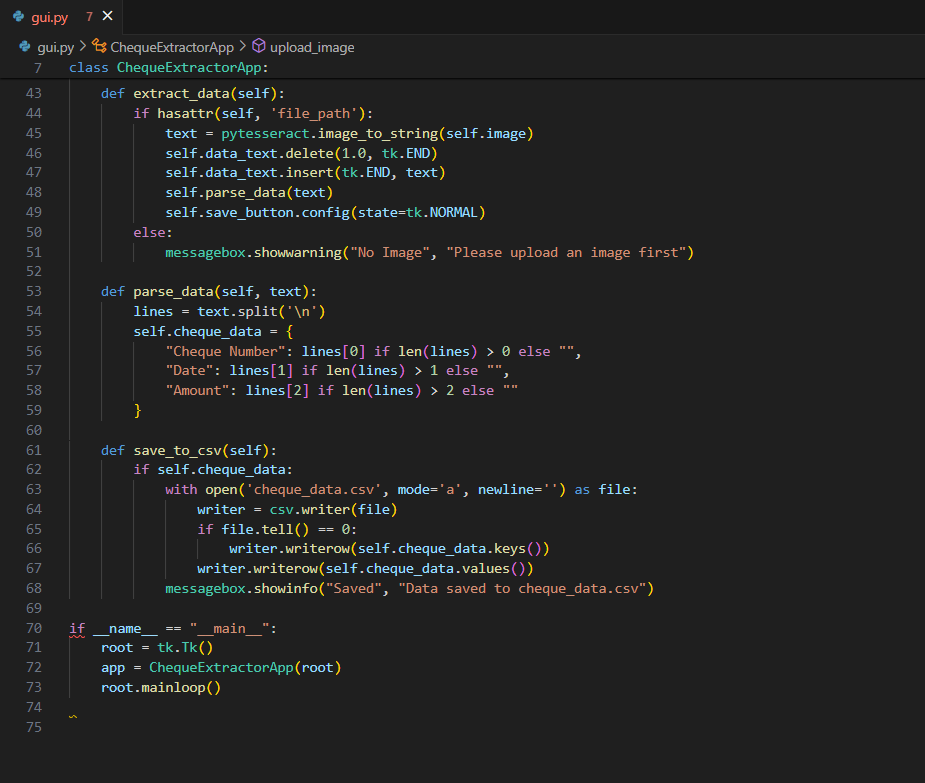 gui.py 7
gui.py > ChequeExtractorApp > upload_image
7 class ChequeExtractorApp:
43     def extract_data(self):
44         if hasattr(self, 'file_path'):
45             text = pytesseract.image_to_string(self.image)
46             self.data_text.delete(1.0, tk.END)
47             self.data_text.insert(tk.END, text)
48             self.parse_data(text)
49             self.save_button.config(state=tk.NORMAL)
50         else:
51             messagebox.showwarning("No Image", "Please upload an image first")
52
53     def parse_data(self, text):
54         lines = text.split('\n')
55         self.cheque_data = {
56             "Cheque Number": lines[0] if len(lines) > 0 else "",
57             "Date": lines[1] if len(lines) > 1 else "",
58             "Amount": lines[2] if len(lines) > 2 else ""
59         }
60
61     def save_to_csv(self):
62         if self.cheque_data:
63             with open('cheque_data.csv', mode='a', newline='') as file:
64                 writer = csv.writer(file)
65                 if file.tell() == 0:
66                     writer.writerow(self.cheque_data.keys())
67                 writer.writerow(self.cheque_data.values())
68             messagebox.showinfo("Saved", "Data saved to cheque_data.csv")
69
70 if __name__ == "__main__":
71     root = tk.Tk()
72     app = ChequeExtractorApp(root)
73     root.mainloop()
74
75